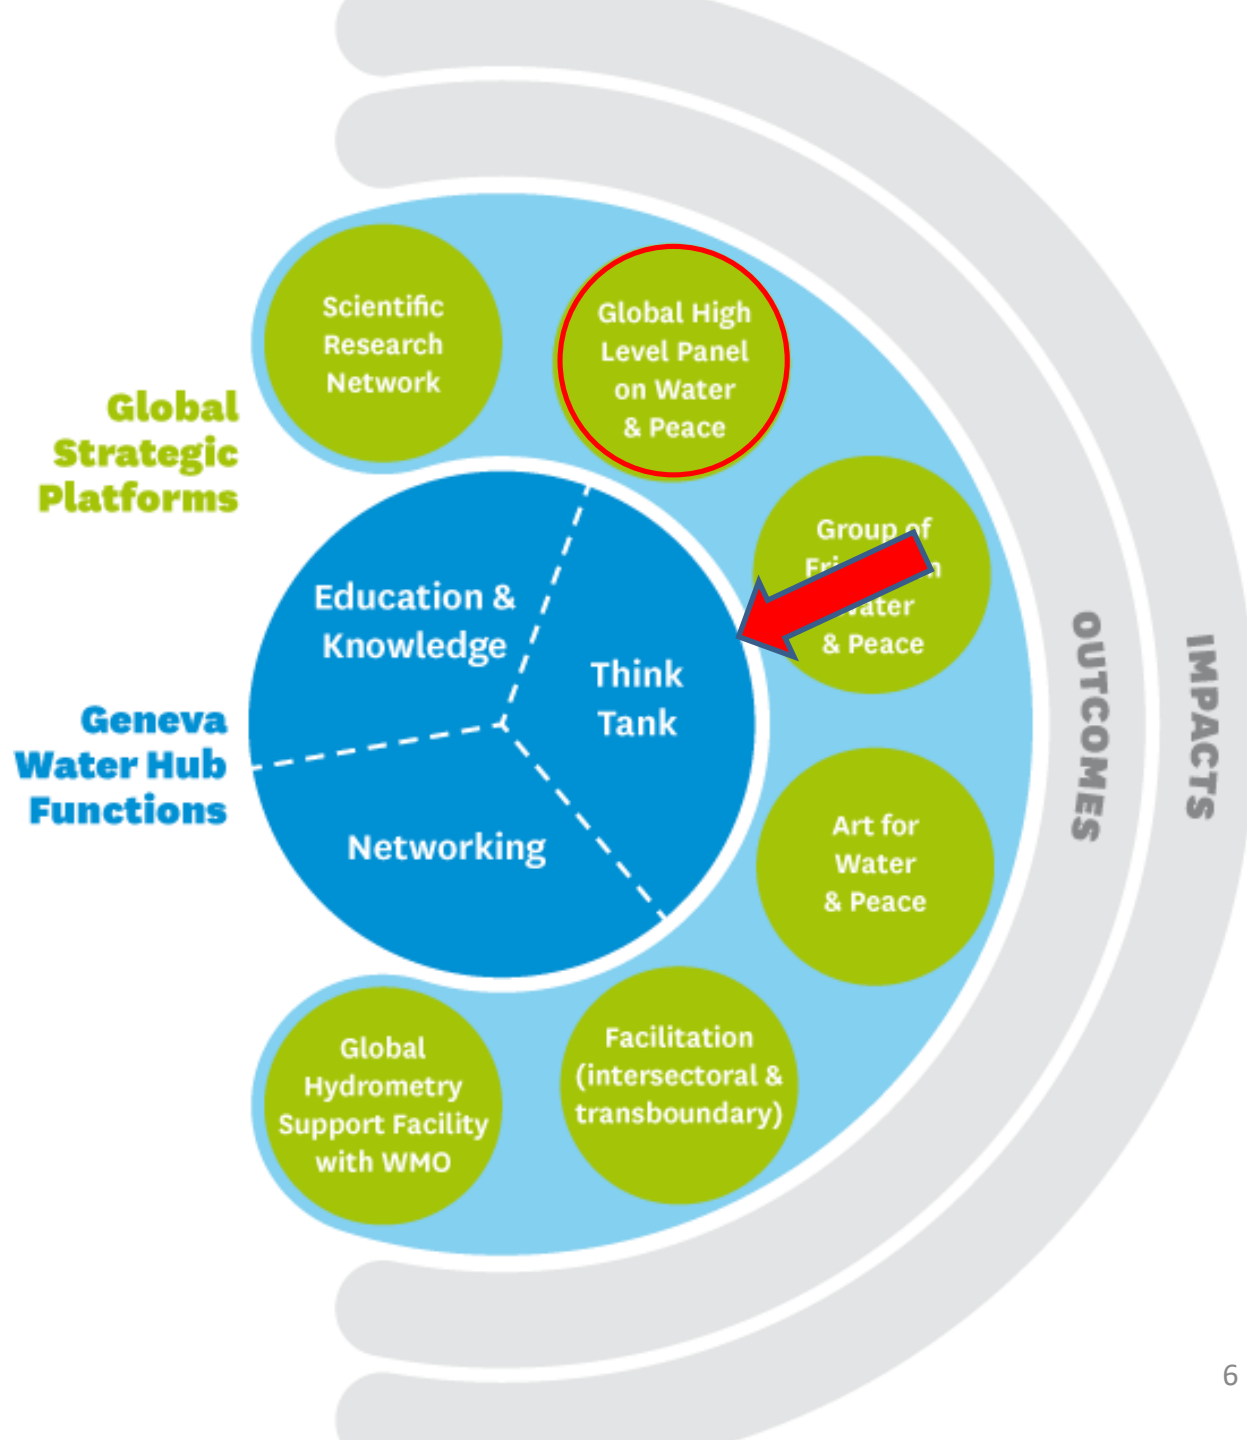 Scientific
Research
Network
Global High
Level Panel
on Water
& Peace
Global
Strategic
Platforms
Group of
& Peace
Education &
Knowledge
Think
Tank
Geneva
Water Hub
Functions
Networking
Art for
Water
& Peace
Global
Hydrometry
Support Facility
with WMO
Facilitation
(intersectoral &
transboundary)
OUTCOMES
IMPACTS
6